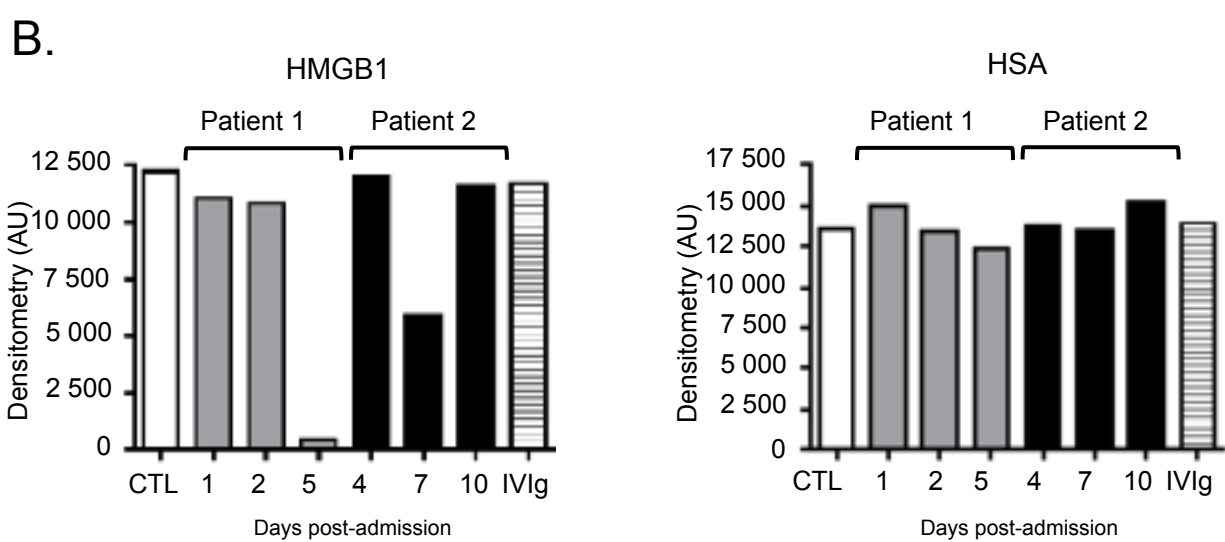 B.
HMGB1
Patient 1 Patient 2
Densitometry (AU)
12 500
10 000
7 500
5 000
2 500
0
CTL 1 2 5 4 7 10 IVIg
Days post-admission
HSA
Patient 1 Patient 2
Densitometry (AU)
17 500
15 000
12 500
10 000
7 500
5 000
2 500
0
CTL 1 2 5 4 7 10 IVIg
Days post-admission